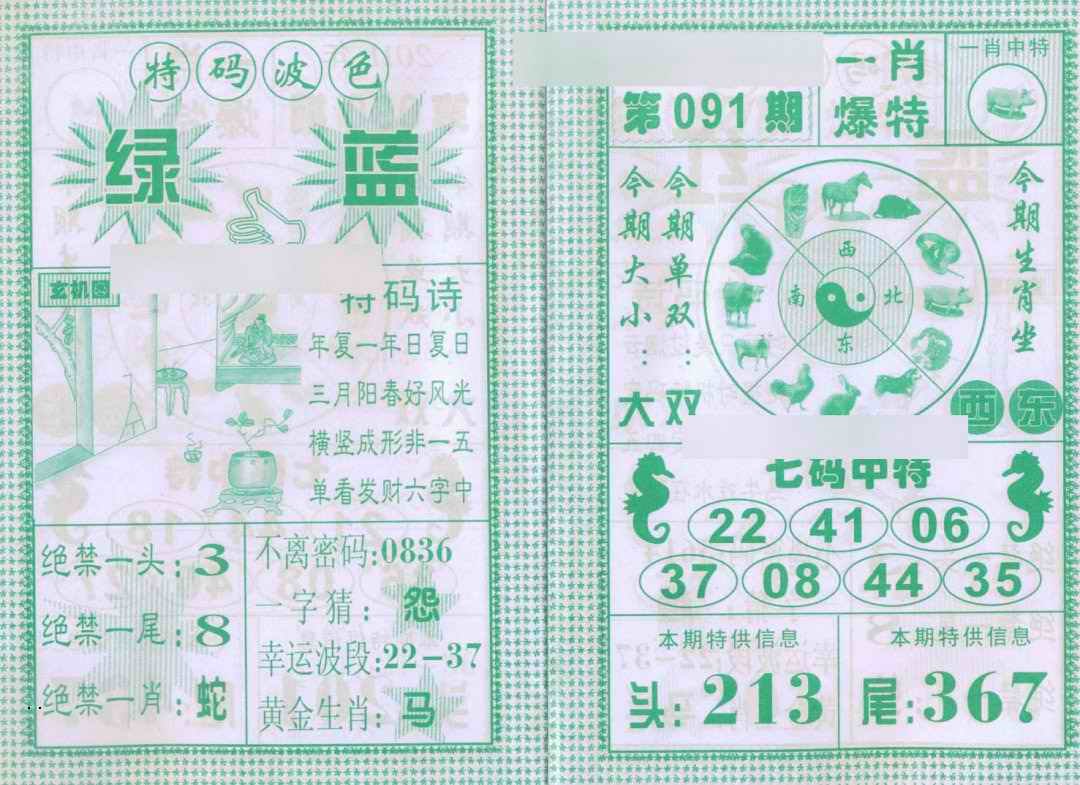 特码波色
绿 蓝
玄机图
特码诗
年复一年日复日
三月阳春好风光
横竖成形非一五
单看发财六字中
绝禁一头：3
绝禁一尾：8
绝禁一肖：蛇
不离密码:0836
一字猜：怨
幸运波段:22-37
黄金生肖：马
第091期
一肖
爆特
一肖中特
今期大小：大
今期单双：双
西
南 北
东
今期生肖坐
西 东
七码中特
22 41 06
37 08 44 35
本期特供信息
头：213
本期特供信息
尾：367